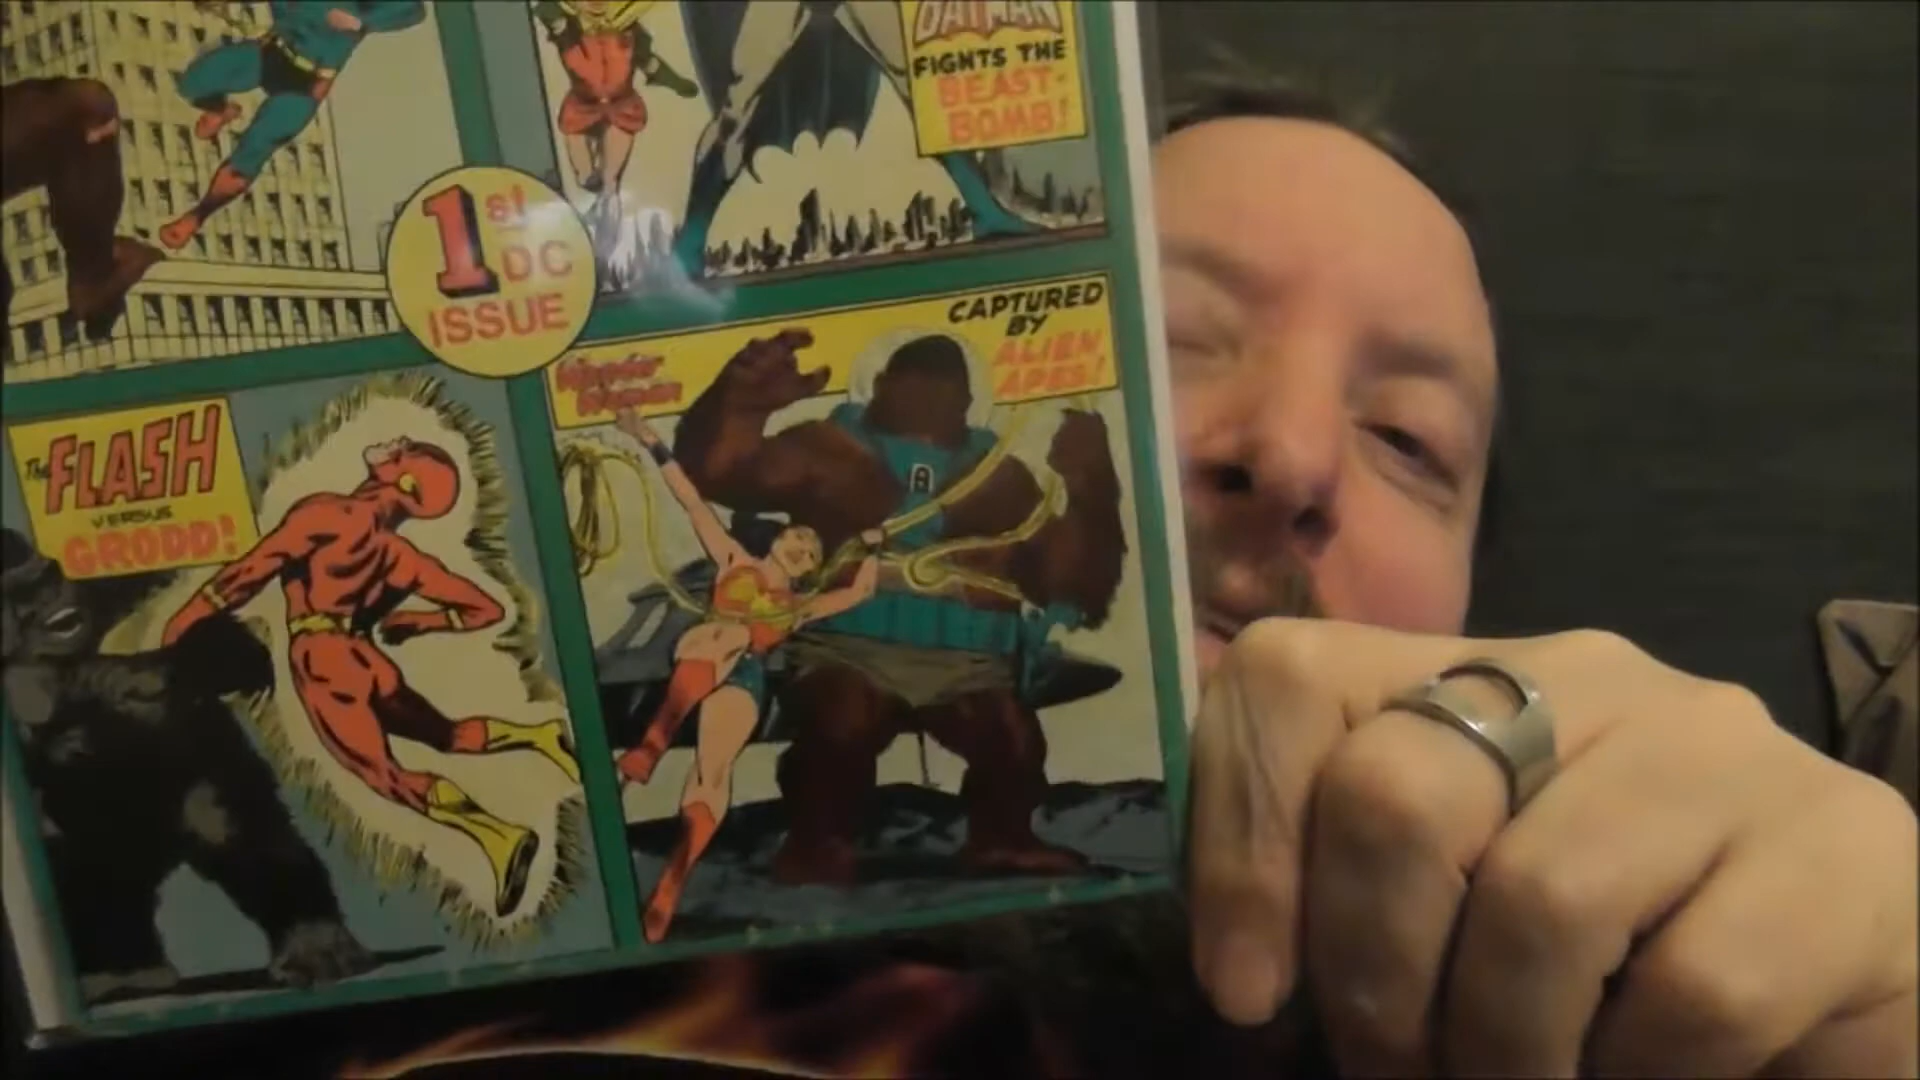 BATMAN
FIGHTS THE
BEAST-
BOMB!
1st
DC
ISSUE
CAPTURED
BY
ALIEN
APES!
Wonder
Woman
The FLASH
VERSUS
GRODD!
A